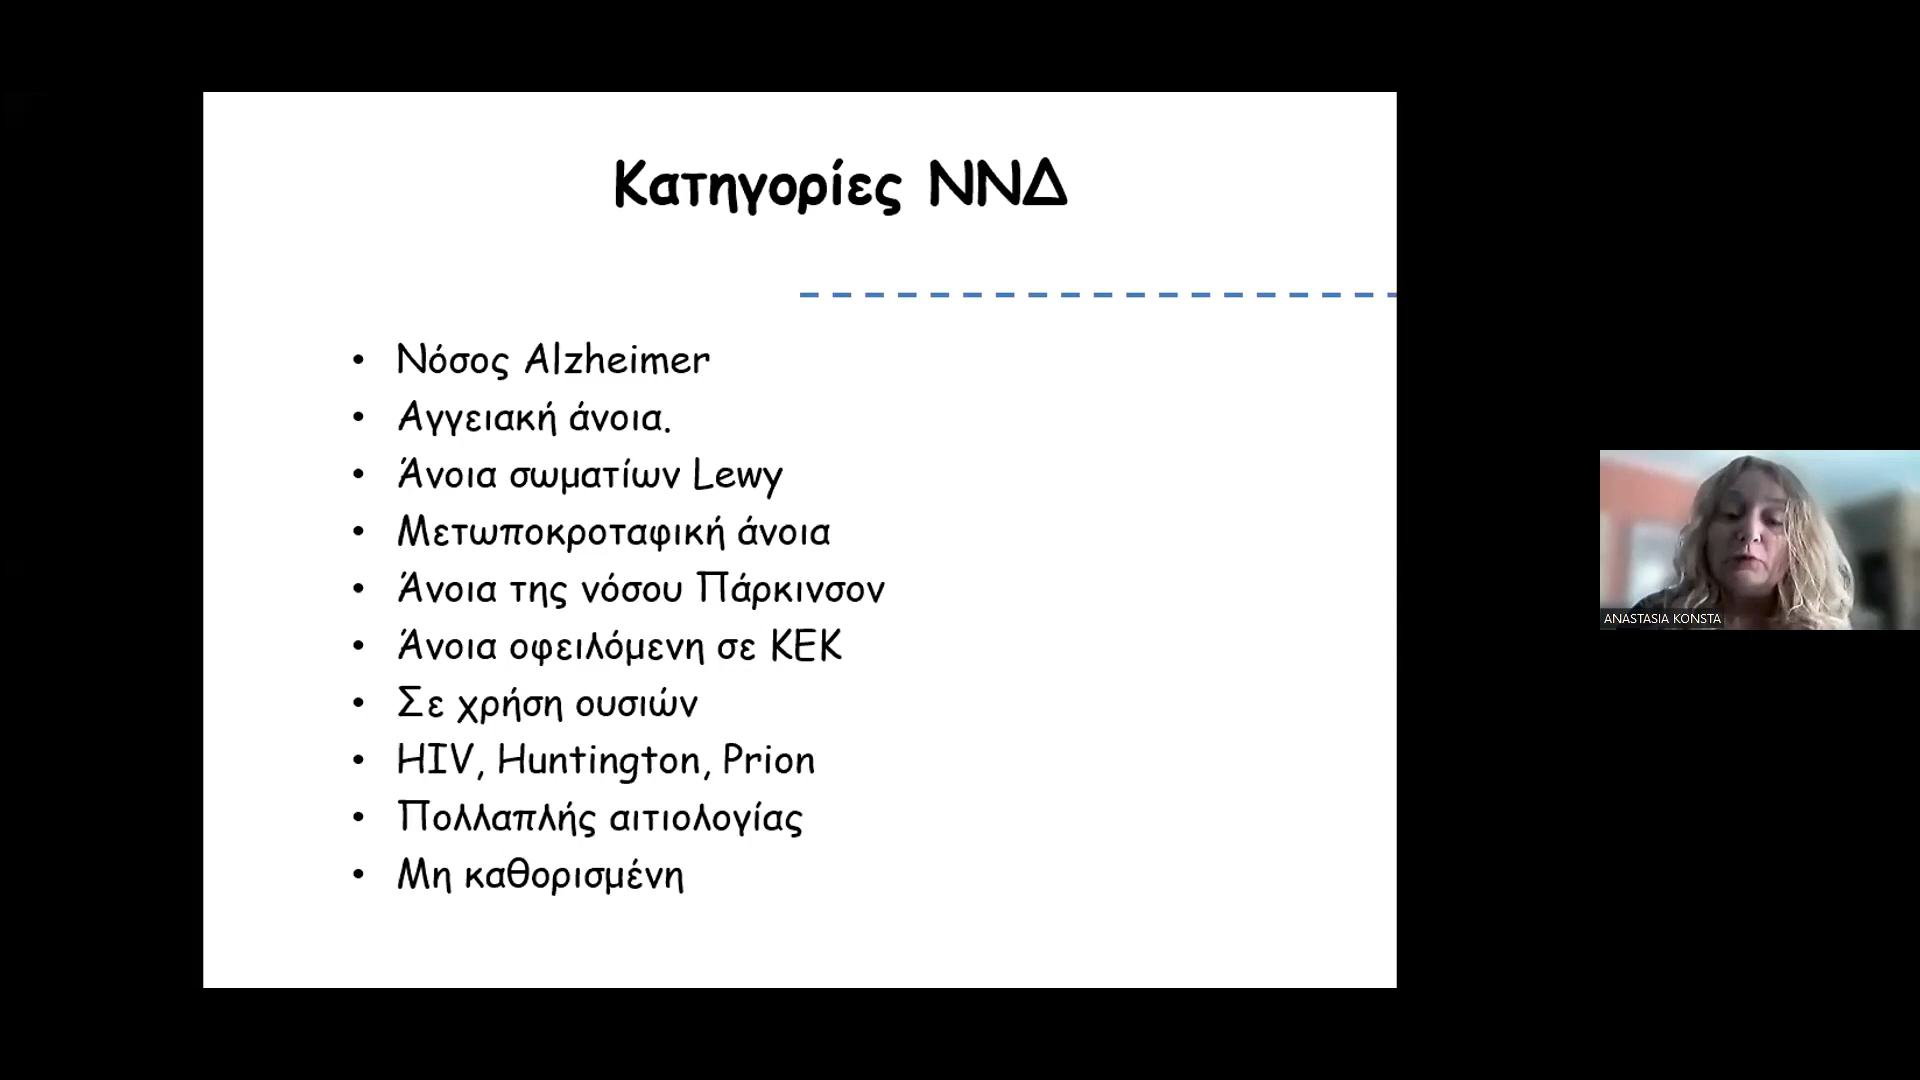 Κατηγορίες ΝΝΔ
• Νόσος Alzheimer
• Αγγειακή άνοια.
• Άνοια σωματίων Lewy
• Μετωποκροταφική άνοια
• Άνοια της νόσου Πάρκινσον
• Άνοια οφειλόμενη σε ΚΕΚ
• Σε χρήση ουσιών
• HIV, Huntington, Prion
• Πολλαπλής αιτιολογίας
• Μη καθορισμένη
ANASTASIA KONSTA